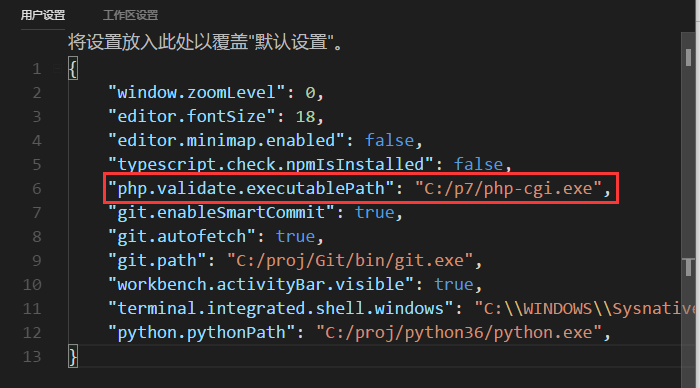 用户设置 工作区设置
将设置放入此处以覆盖"默认设置"。
1 {
2 "window.zoomLevel": 0,
3 "editor.fontSize": 18,
4 "editor.minimap.enabled": false,
5 "typescript.check.npmIsInstalled": false,
6 "php.validate.executablePath": "C:/p7/php-cgi.exe",
7 "git.enableSmartCommit": true,
8 "git.autofetch": true,
9 "git.path": "C:/proj/Git/bin/git.exe",
10 "workbench.activityBar.visible": true,
11 "terminal.integrated.shell.windows": "C:\\WINDOWS\\Sysnative
12 "python.pythonPath": "C:/proj/python36/python.exe",
13 }